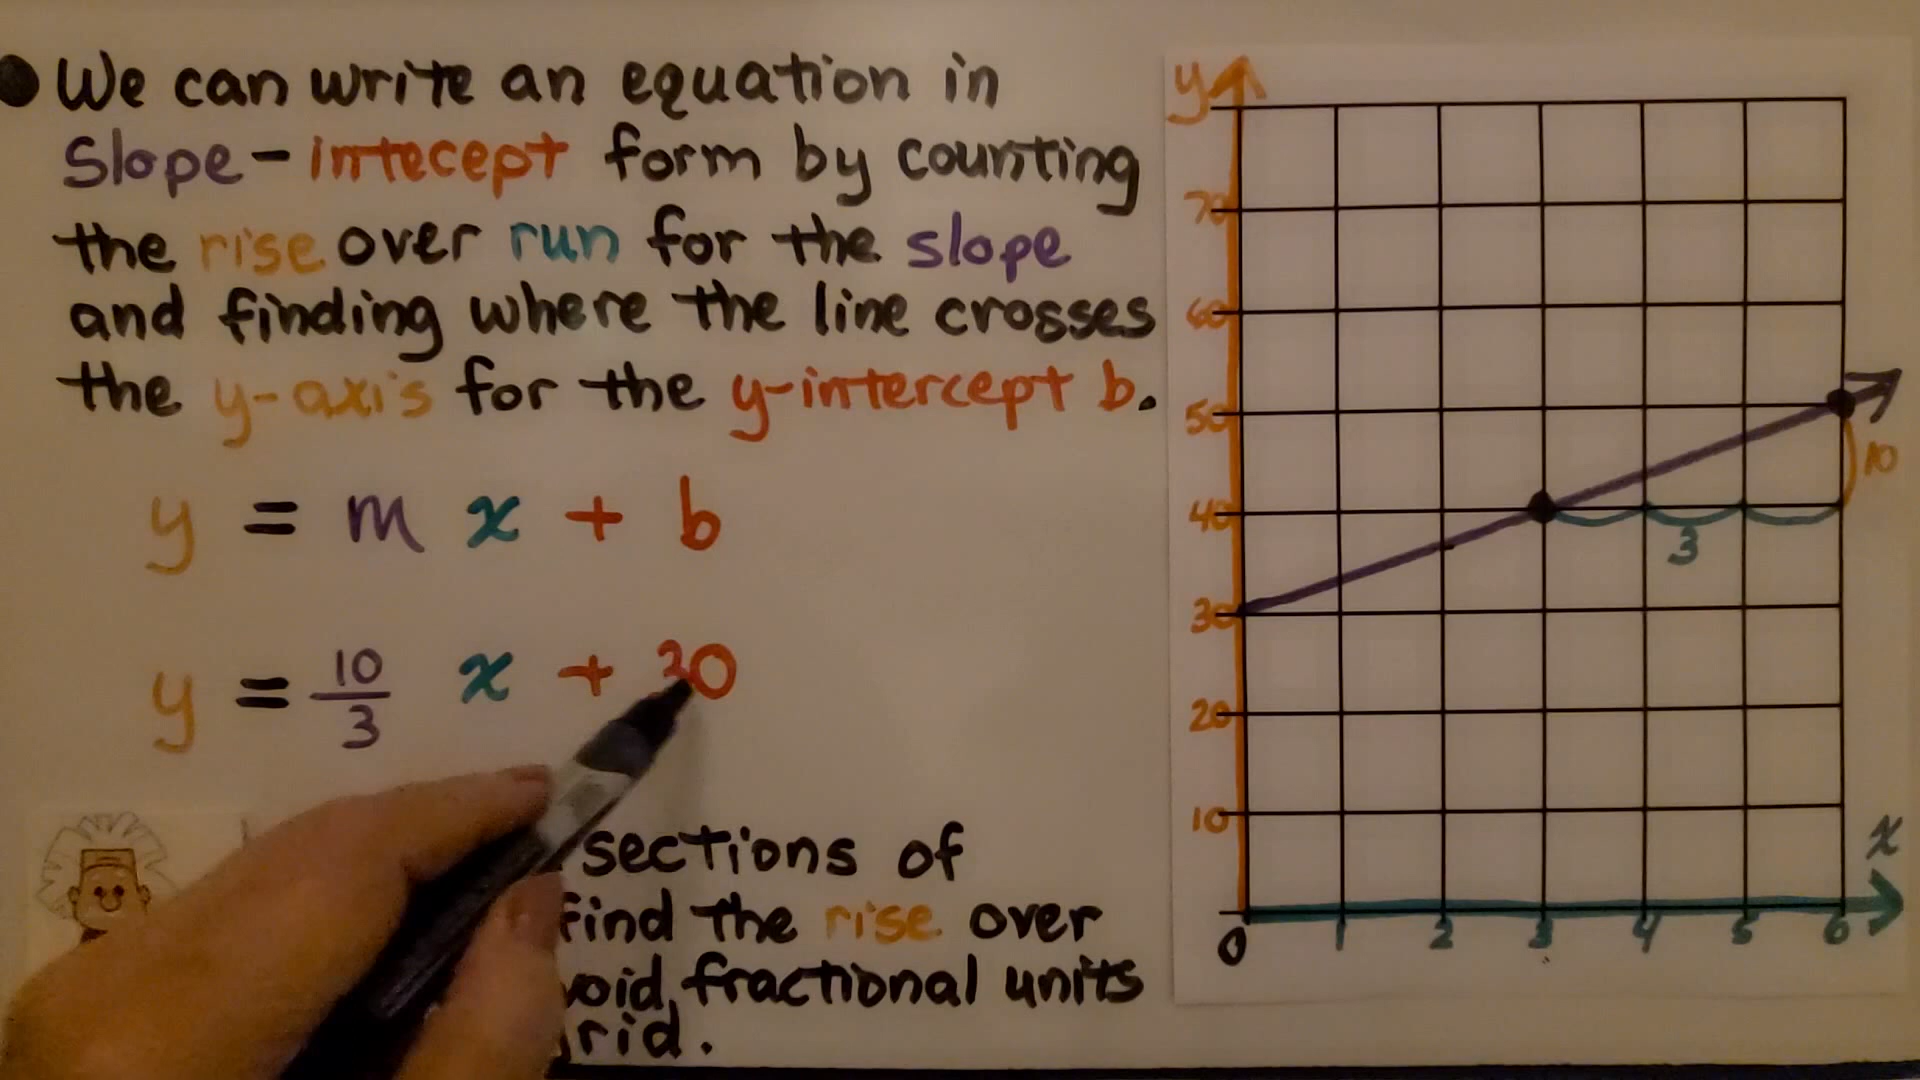 We can write an equation in
Slope-intecept form by counting
the rise over run for the slope
and finding where the line crosses
the y-axis for the y-intercept b.
y = m x + b
y = 10/3 x + 30
sections of
find the rise over
fractional units
y
70
60
50
40
30
20
10
0 1 2 3 4 5 6
x
10
3